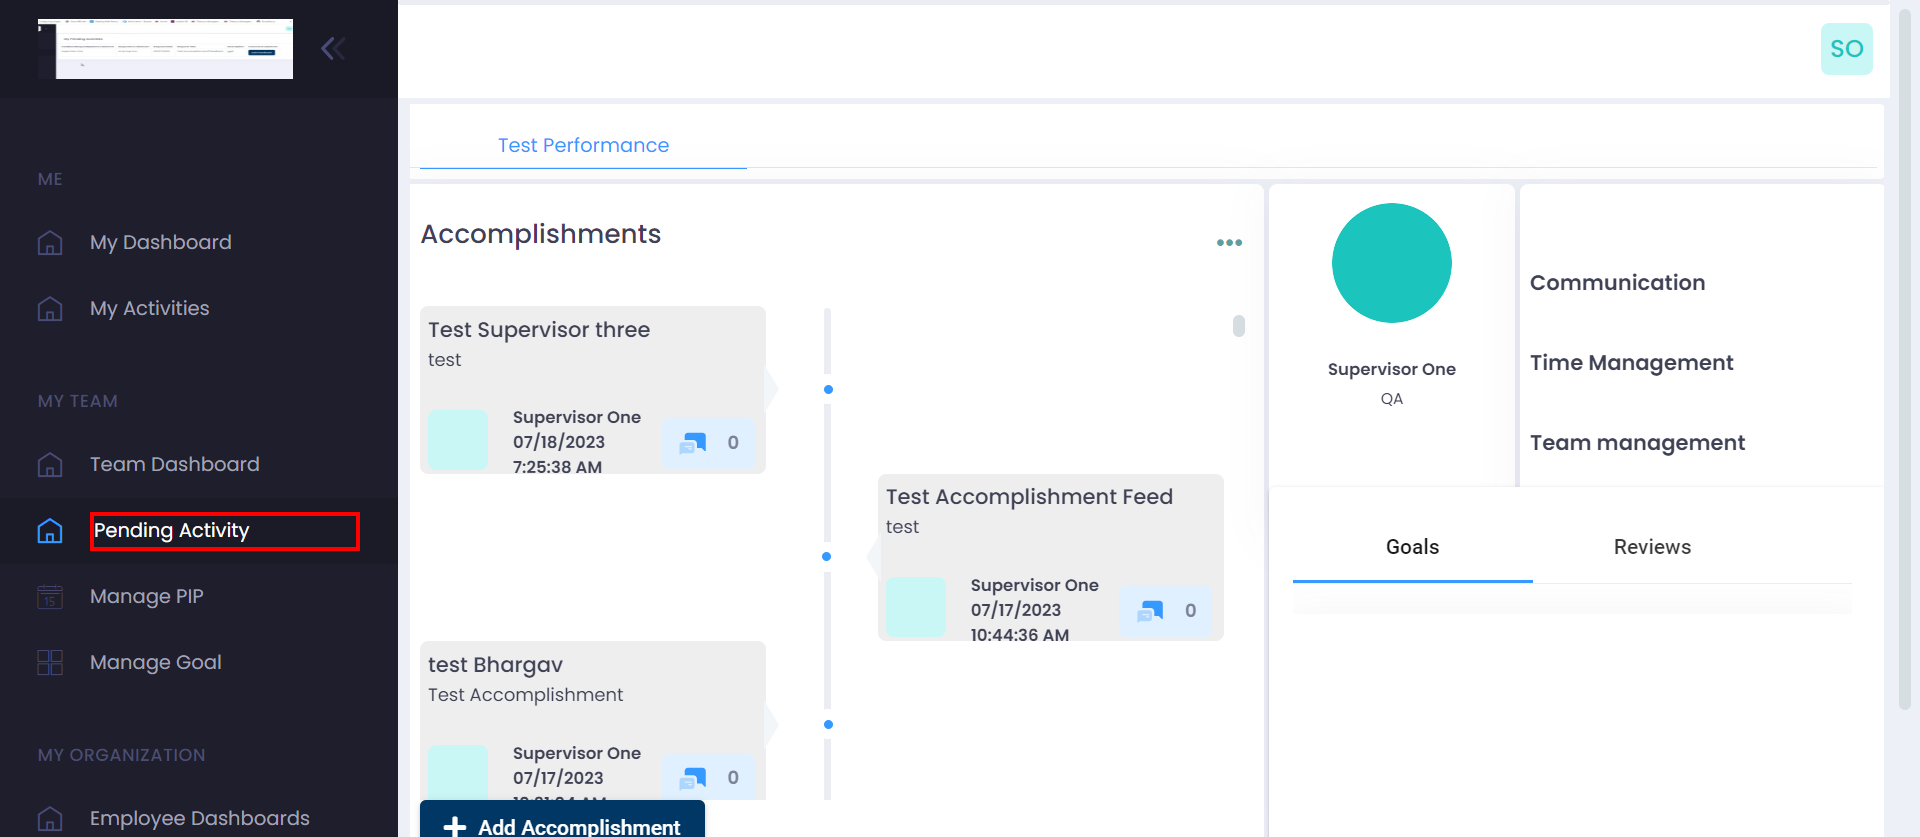 SO
ME
My Dashboard
My Activities
MY TEAM
Team Dashboard
Pending Activity
15
Manage PIP
Manage Goal
MY ORGANIZATION
Employee Dashboards
Test Performance
Accomplishments
Test Supervisor three
test
Supervisor One
07/18/2023
7:25:38 AM
0
Test Accomplishment Feed
test
Supervisor One
07/17/2023
10:44:36 AM
0
test Bhargav
Test Accomplishment
Supervisor One
07/17/2023
0
Add Accomplishment
Supervisor One
QA
Communication
Time Management
Team management
Goals
Reviews